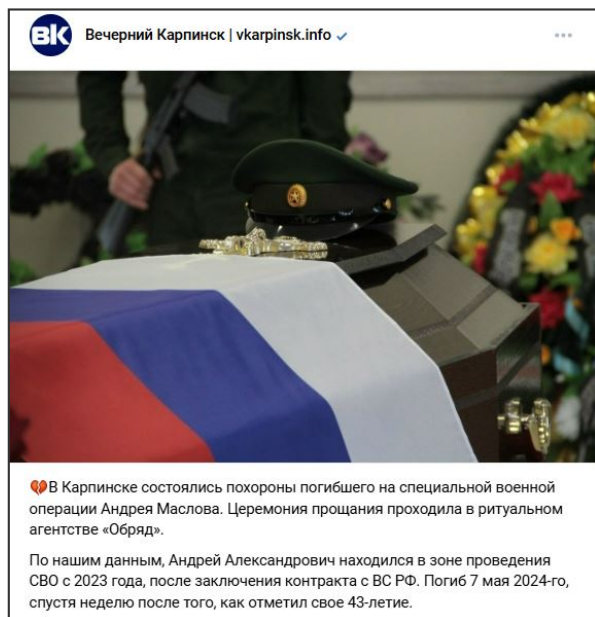 ВК
Вечерний Карпинск | vkarpinsk.info
В Карпинске состоялись похороны погибшего на специальной военной
операции Андрея Маслова. Церемония прощания проходила в ритуальном
агентстве «Обряд».
По нашим данным, Андрей Александрович находился в зоне проведения
СВО с 2023 года, после заключения контракта с ВС РФ. Погиб 7 мая 2024-го,
спустя неделю после того, как отметил свое 43-летие.